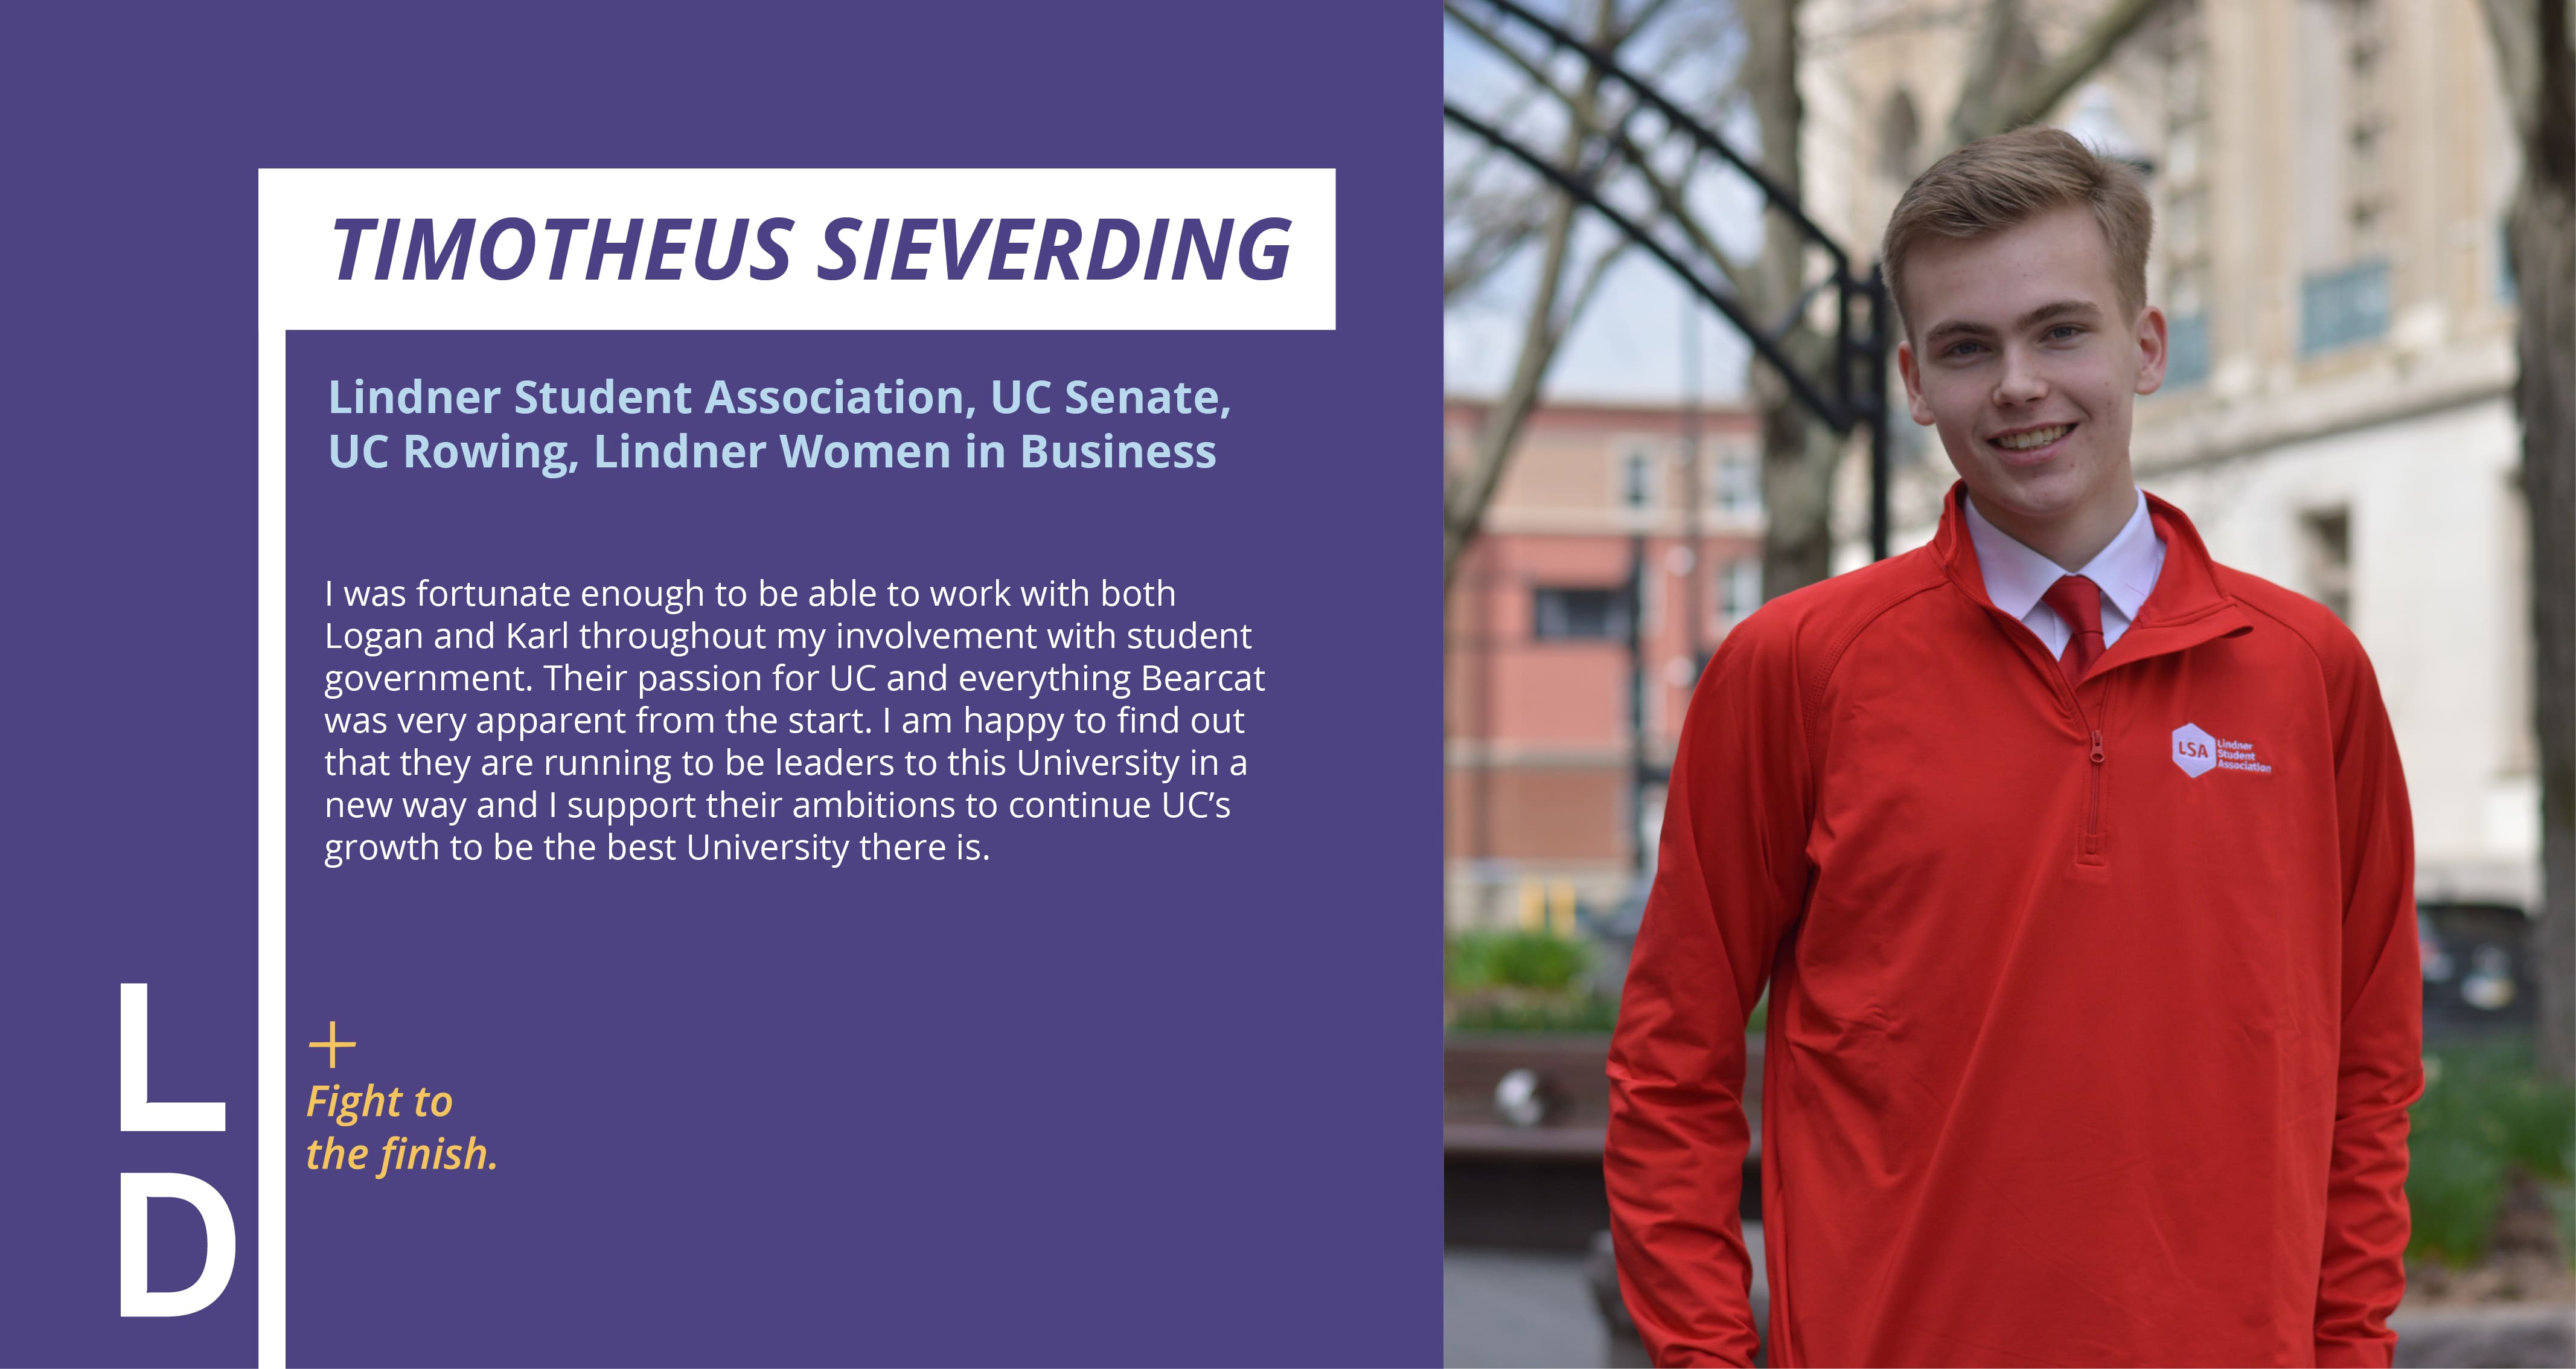 TIMOTHEUS SIEVERDING
Lindner Student Association, UC Senate,
UC Rowing, Lindner Women in Business
I was fortunate enough to be able to work with both
Logan and Karl throughout my involvement with student
government. Their passion for UC and everything Bearcat
was very apparent from the start. I am happy to find out
that they are running to be leaders to this University in a
new way and I support their ambitions to continue UC’s
growth to be the best University there is.
L
D
+
Fight to
the finish.
LSA
Lindner
Student
Association